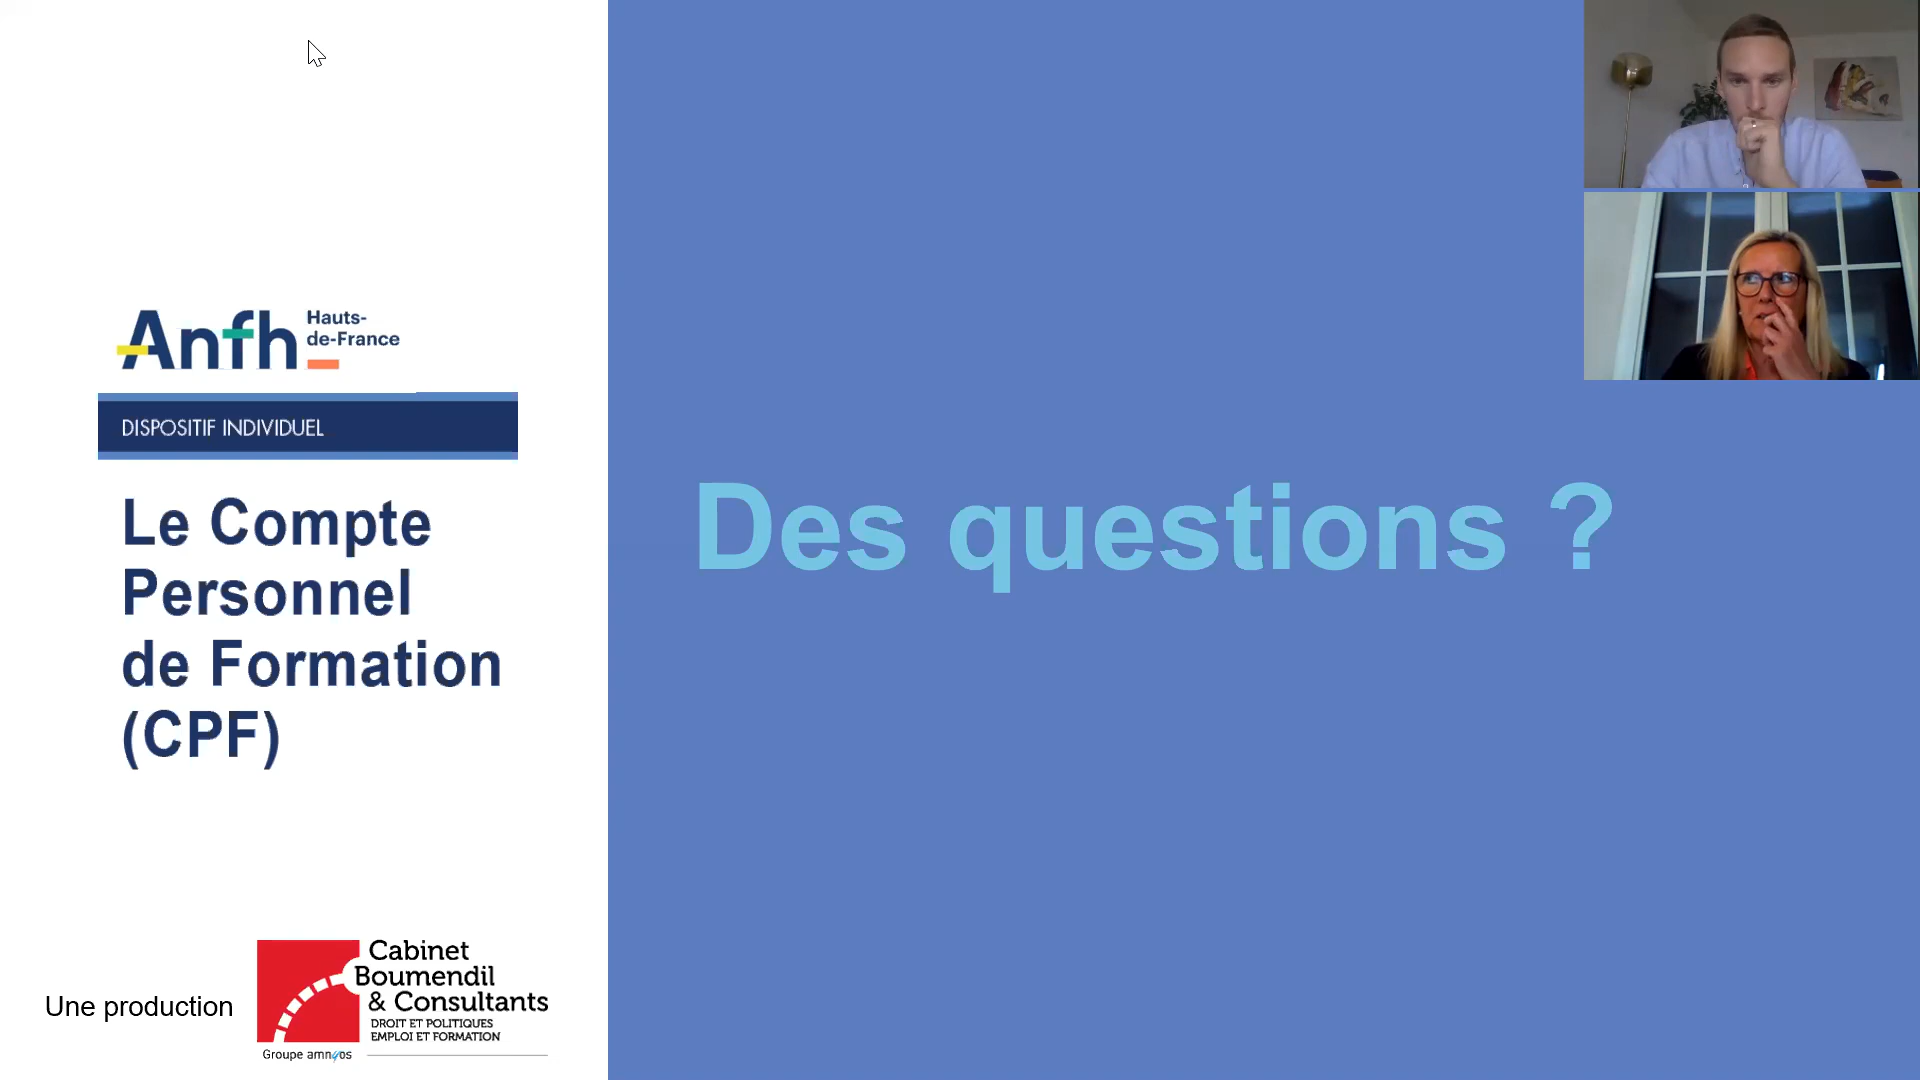 Anfh
Hauts-
de-France
DISPOSITIF INDIVIDUEL
Le Compte
Personnel
de Formation
(CPF)
Des questions ?
Une production
Cabinet
Boumendil
& Consultants
DROIT ET POLITIQUES
EMPLOI ET FORMATION
Groupe amnyos